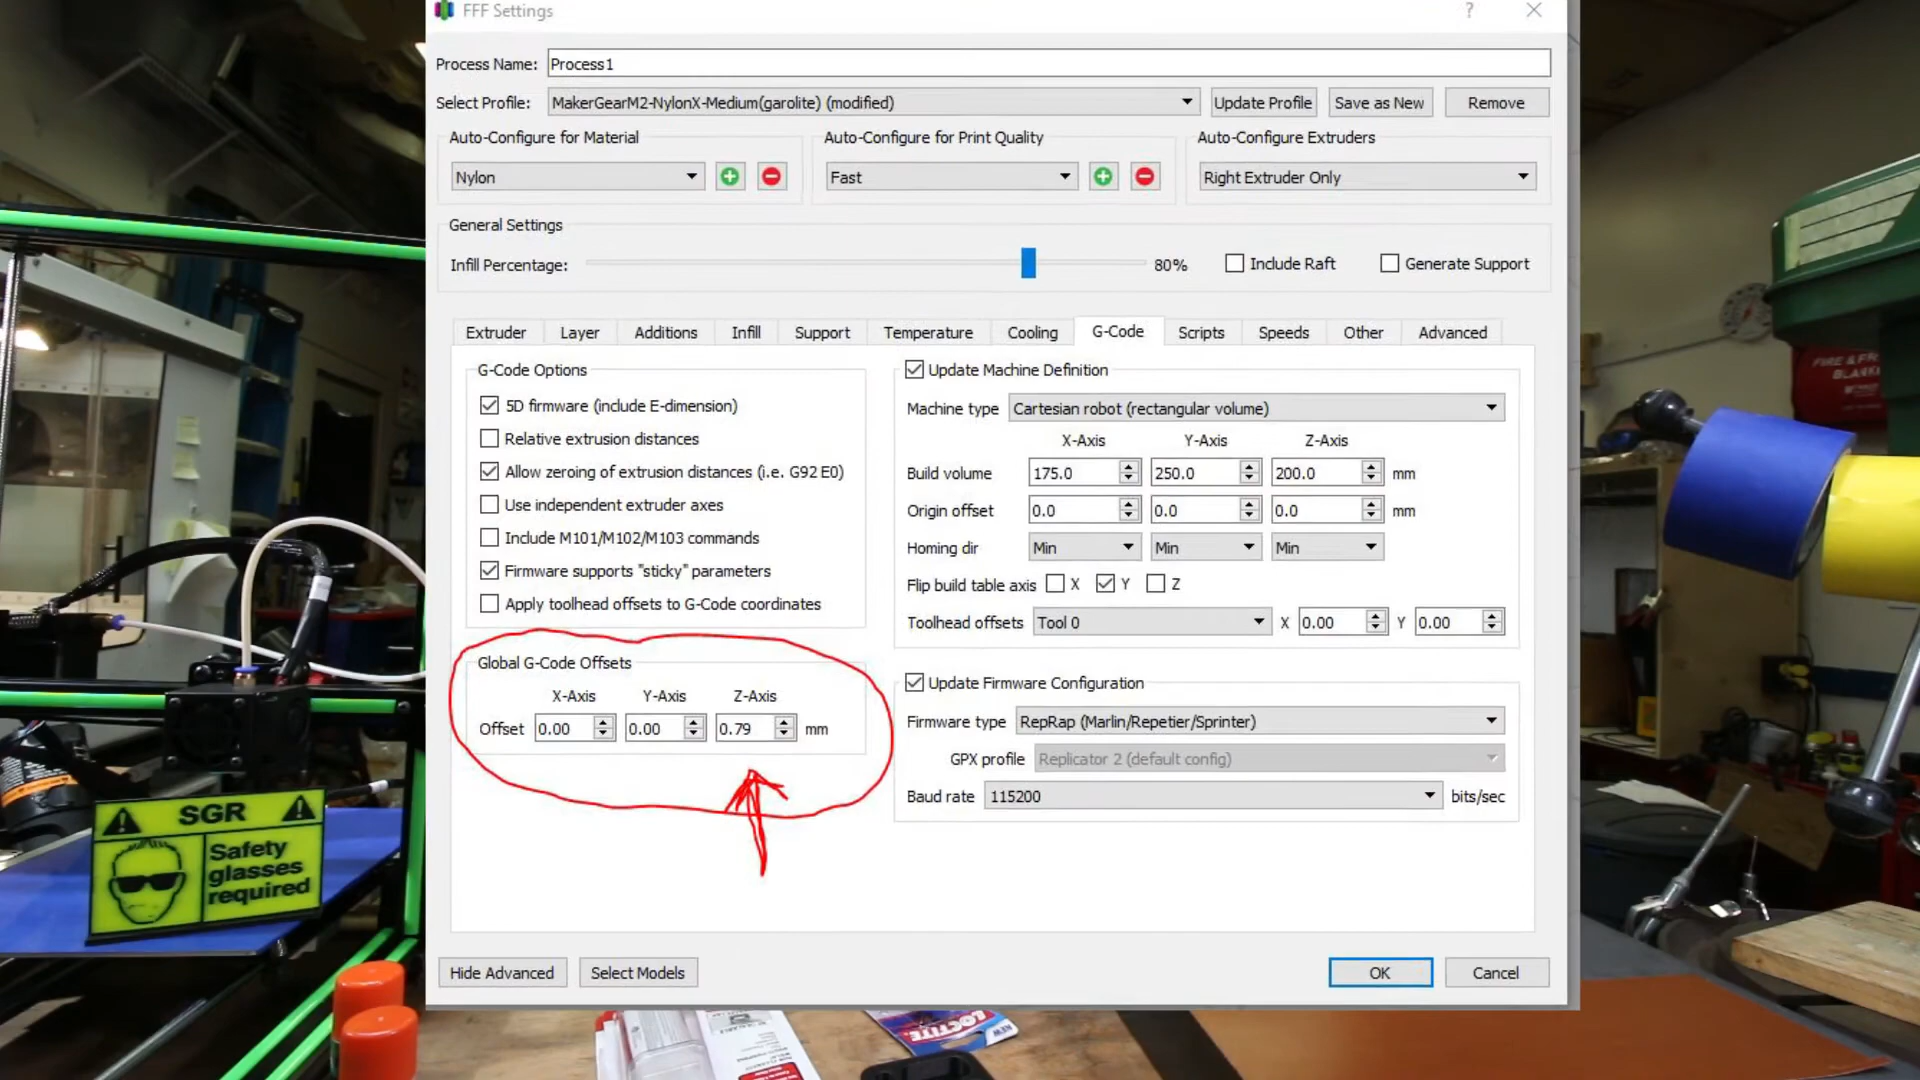 FFF Settings
?
Process Name: Process1
Select Profile: MakerGearM2-NylonX-Medium(garolite) (modified) Update Profile Save as New Remove
Auto-Configure for Material Auto-Configure for Print Quality Auto-Configure Extruders
Nylon Fast Right Extruder Only
General Settings
Infill Percentage: 80% Include Raft Generate Support
Extruder Layer Additions Infill Support Temperature Cooling G-Code Scripts Speeds Other Advanced
G-Code Options
5D firmware (include E-dimension)
Relative extrusion distances
Allow zeroing of extrusion distances (i.e. G92 E0)
Use independent extruder axes
Include M101/M102/M103 commands
Firmware supports "sticky" parameters
Apply toolhead offsets to G-Code coordinates
Global G-Code Offsets
X-Axis Y-Axis Z-Axis
Offset 0.00 0.00 0.79 mm
Update Machine Definition
Machine type Cartesian robot (rectangular volume)
X-Axis Y-Axis Z-Axis
Build volume 175.0 250.0 200.0 mm
Origin offset 0.0 0.0 0.0 mm
Homing dir Min Min Min
Flip build table axis X Y Z
Toolhead offsets Tool 0 X 0.00 Y 0.00
Update Firmware Configuration
Firmware type RepRap (Marlin/Repetier/Sprinter)
GPX profile Replicator 2 (default config)
Baud rate 115200 bits/sec
Hide Advanced Select Models OK Cancel
SGR
Safety
glasses
required
FIRE & FR
BLANK
LOCTITE